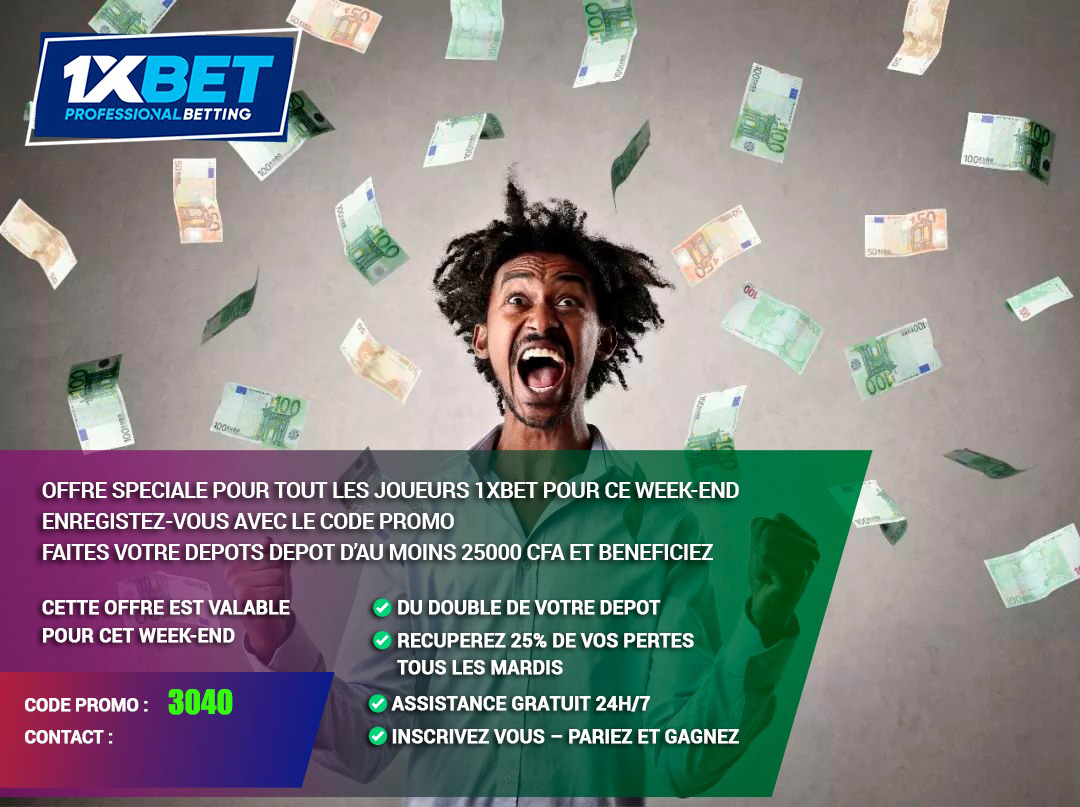 1XBET
PROFESSIONAL BETTING
OFFRE SPECIALE POUR TOUT LES JOUEURS 1XBET POUR CE WEEK-END
ENREGISTEZ-VOUS AVEC LE CODE PROMO
FAITES VOTRE DEPOTS DEPOT D'AU MOINS 25000 CFA ET BENEFICIEZ
CETTE OFFRE EST VALABLE
POUR CET WEEK-END
DU DOUBLE DE VOTRE DEPOT
RECUPEREZ 25% DE VOS PERTES
TOUS LES MARDIS
ASSISTANCE GRATUIT 24H/7
INSCRIVEZ VOUS – PARIEZ ET GAGNEZ
CODE PROMO : 3040
CONTACT :